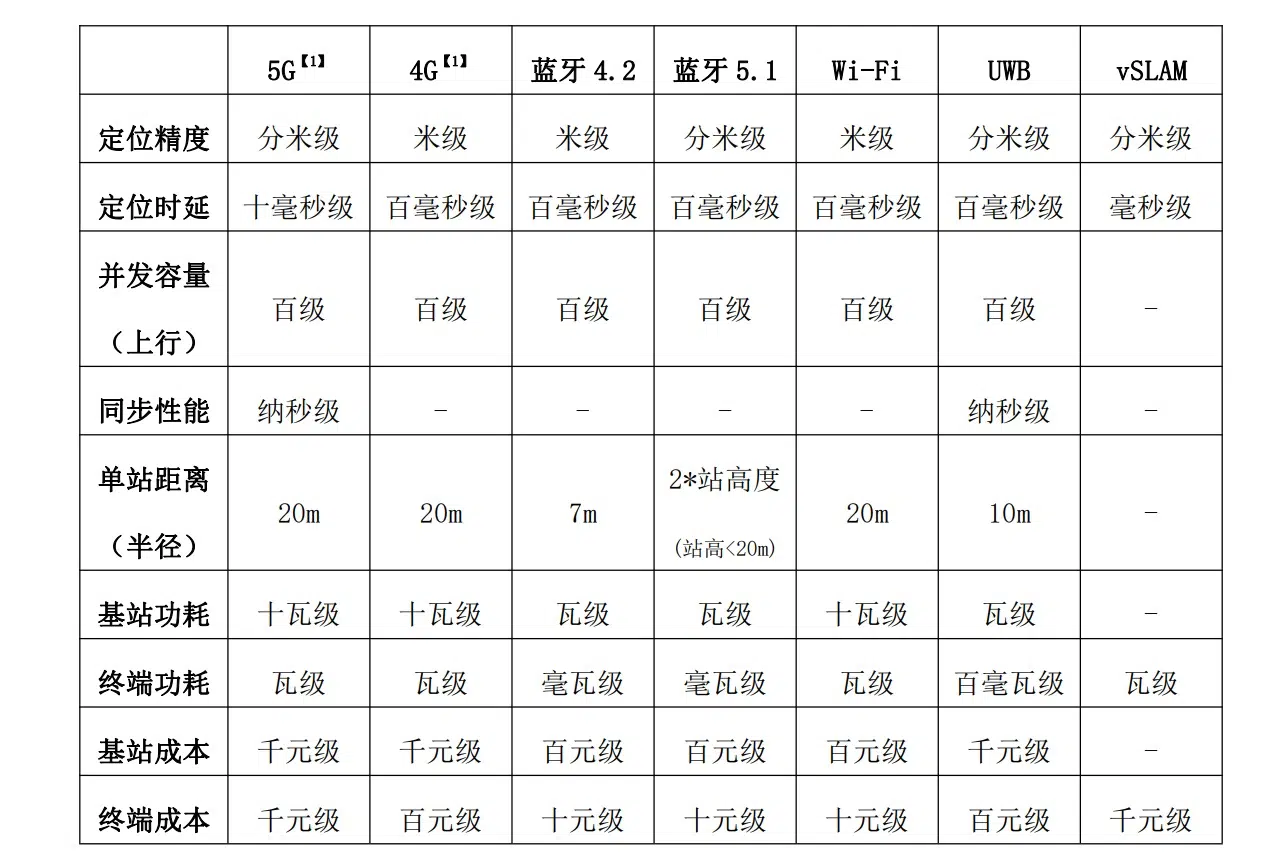 5G【1】 4G【1】 蓝牙 4.2 蓝牙 5.1 Wi-Fi UWB vSLAM
定位精度 分米级 米级 米级 分米级 米级 分米级 分米级
定位时延 十毫秒级 百毫秒级 百毫秒级 百毫秒级 百毫秒级 百毫秒级 毫秒级
并发容量
（上行） 百级 百级 百级 百级 百级 百级 –
同步性能 纳秒级 – – – – 纳秒级 –
单站距离
（半径） 20m 20m 7m 2*站高度
(站高<20m) 20m 10m –
基站功耗 十瓦级 十瓦级 瓦级 瓦级 十瓦级 瓦级 –
终端功耗 瓦级 瓦级 毫瓦级 毫瓦级 瓦级 百毫瓦级 瓦级
基站成本 千元级 千元级 百元级 百元级 百元级 千元级 –
终端成本 千元级 百元级 十元级 十元级 十元级 百元级 千元级